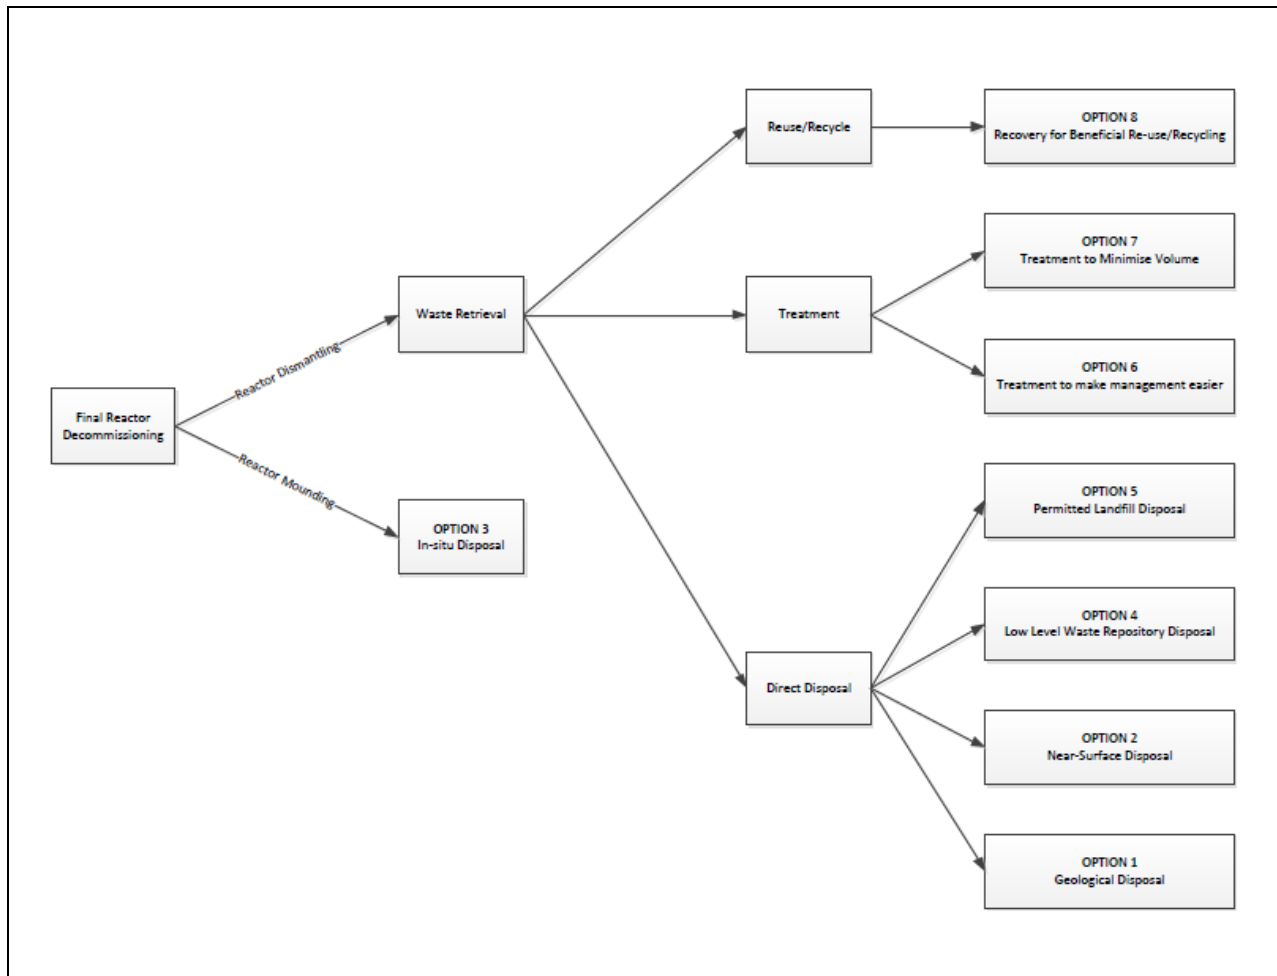 Reuse/Recycle
OPTION 8
Recovery for Beneficial Re-use/Recycling
OPTION 7
Treatment to Minimise Volume
Waste Retrieval
Treatment
Reactor Dismantling
OPTION 6
Treatment to make management easier
Final Reactor
Decommissioning
Reactor Mounding
OPTION 3
In-situ Disposal
OPTION 5
Permitted Landfill Disposal
OPTION 4
Low Level Waste Repository Disposal
Direct Disposal
OPTION 2
Near-Surface Disposal
OPTION 1
Geological Disposal